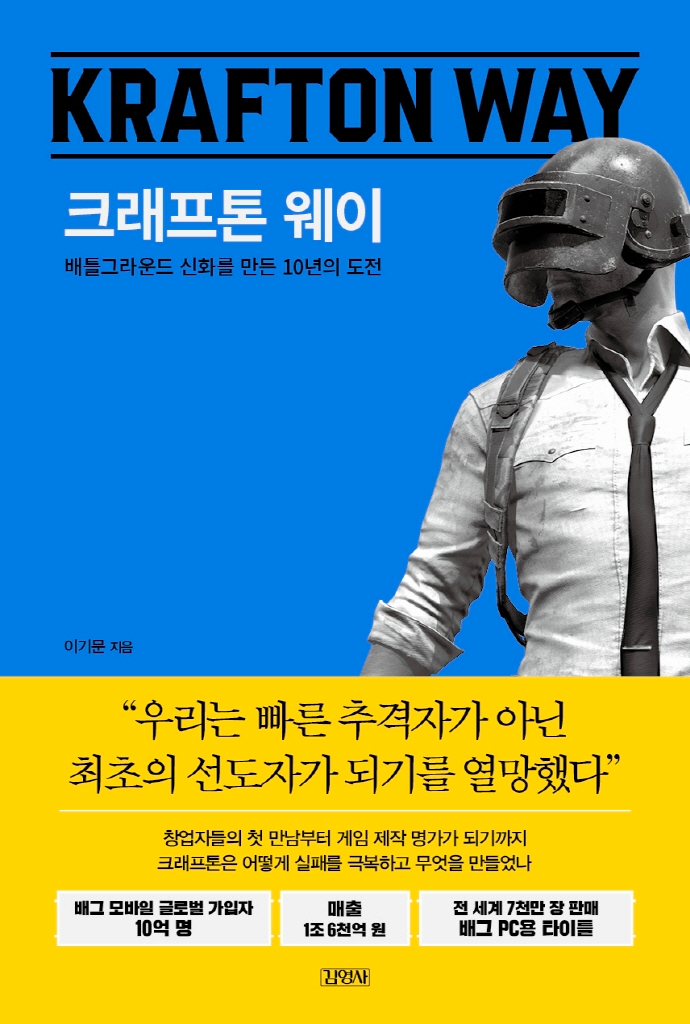 KRAFTON WAY
크래프톤 웨이
배틀그라운드 신화를 만든 10년의 도전
이기문 지음
“우리는 빠른 추격자가 아닌
최초의 선도자가 되기를 열망했다”
창업자들의 첫 만남부터 게임 제작 명가가 되기까지
크래프톤은 어떻게 실패를 극복하고 무엇을 만들었나
배그 모바일 글로벌 가입자
10억 명
매출
1조 6천억 원
전 세계 7천만 장 판매
배그 PC용 타이틀
김영사